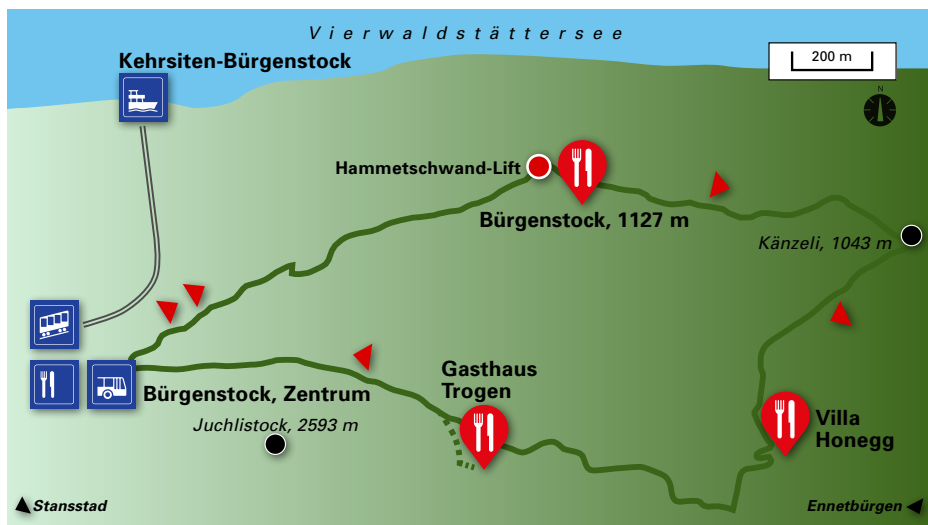 Vierwaldstättersee
Kehrsiten-Bürgenstock
200 m
N
Hammetschwand-Lift
Bürgenstock, 1127 m
Känzeli, 1043 m
Gasthaus
Trogen
Bürgenstock, Zentrum
Juchlistock, 2593 m
Villa
Honegg
Stansstad
Ennetbürgen